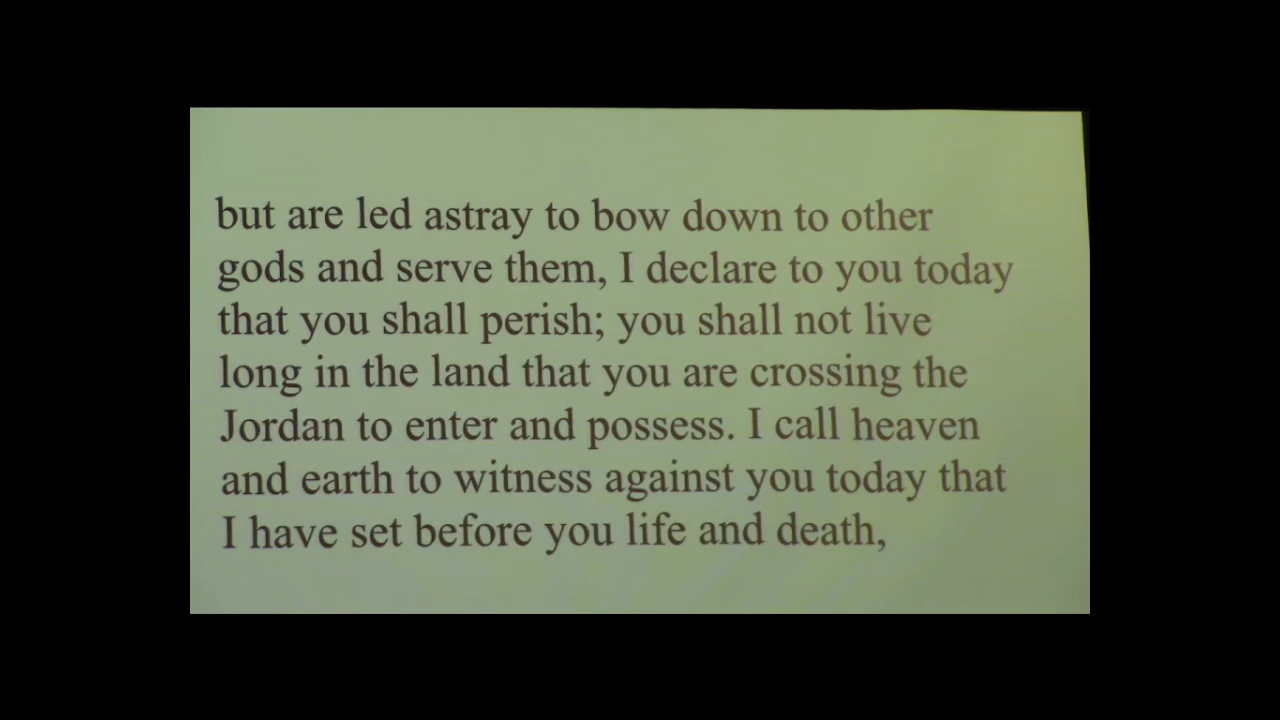 but are led astray to bow down to other
gods and serve them, I declare to you today
that you shall perish; you shall not live
long in the land that you are crossing the
Jordan to enter and possess. I call heaven
and earth to witness against you today that
I have set before you life and death,